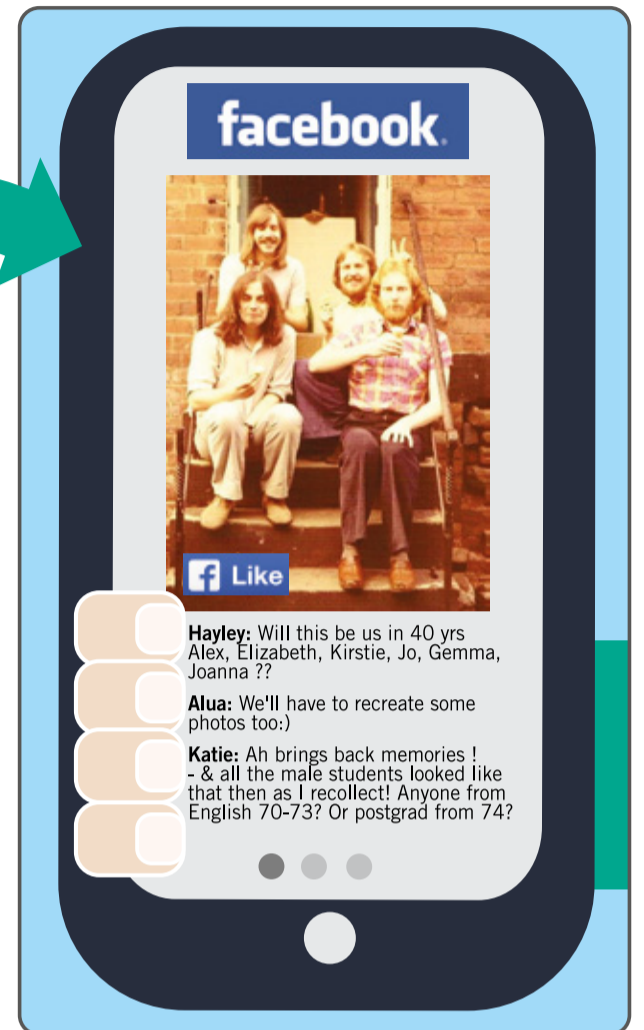 facebook.
f Like
Hayley: Will this be us in 40 yrs
Alex, Elizabeth, Kirstie, Jo, Gemma,
Joanna ??
Alua: We'll have to recreate some
photos too:)
Katie: Ah brings back memories !
- & all the male students looked like
that then as I recollect! Anyone from
English 70-73? Or postgrad from 74?